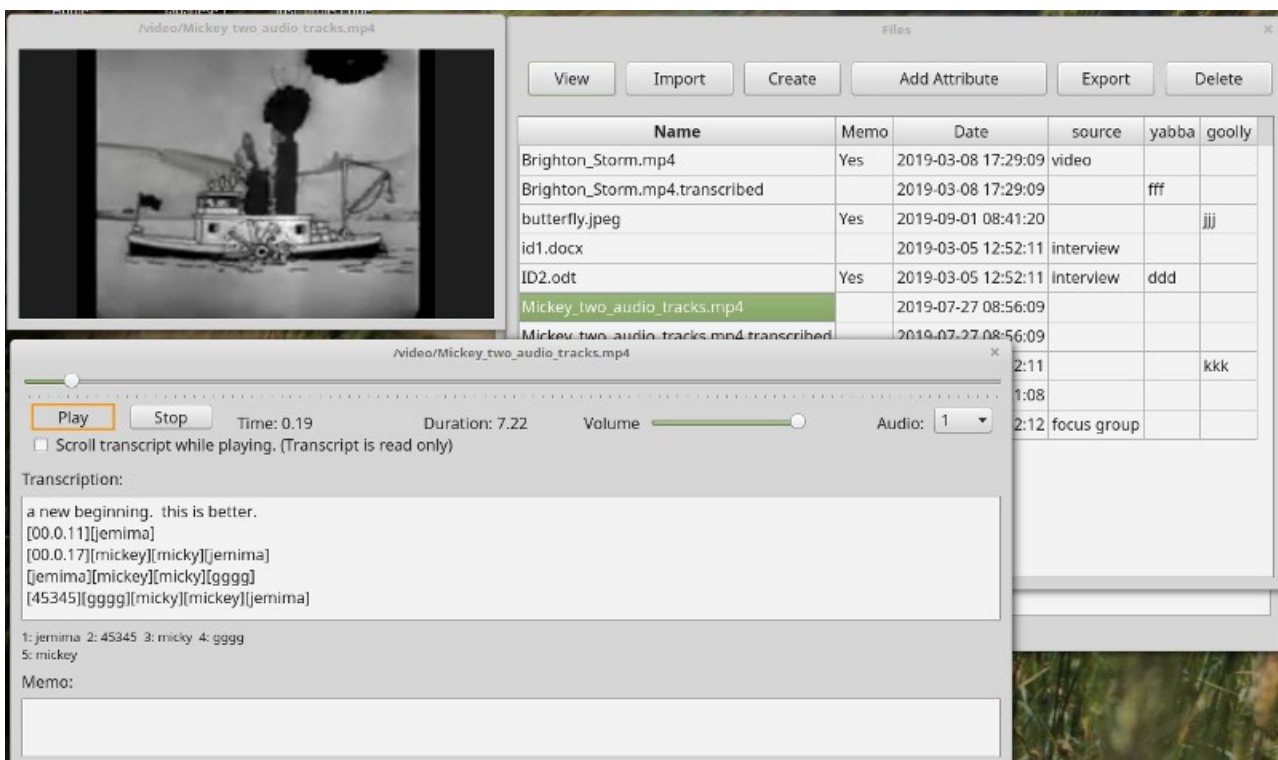 /video/Mickey_two_audio_tracks.mp4
Files
View Import Create Add Attribute Export Delete
Name Memo Date source yabba goolly
Brighton_Storm.mp4 Yes 2019-03-08 17:29:09 video
Brighton_Storm.mp4.transcribed 2019-03-08 17:29:09 fff
butterfly.jpeg Yes 2019-09-01 08:41:20 jjj
id1.docx 2019-03-05 12:52:11 interview
ID2.odt Yes 2019-03-05 12:52:11 interview ddd
Mickey_two_audio_tracks.mp4 2019-07-27 08:56:09
Mickey_two_audio_tracks.mp4.transcribed 2019-07-27 08:56:09
2:11 kkk
1:08
2:12 focus group
/video/Mickey_two_audio_tracks.mp4
Play Stop Time: 0.19 Duration: 7.22 Volume Audio: 1
Scroll transcript while playing. (Transcript is read only)
Transcription:
a new beginning. this is better.
[00.0.11][jemima]
[00.0.17][mickey][micky][jemima]
[jemima][mickey][micky][gggg]
[45345][gggg][micky][mickey][jemima]
1: jemima 2: 45345 3: micky 4: gggg
5: mickey
Memo: